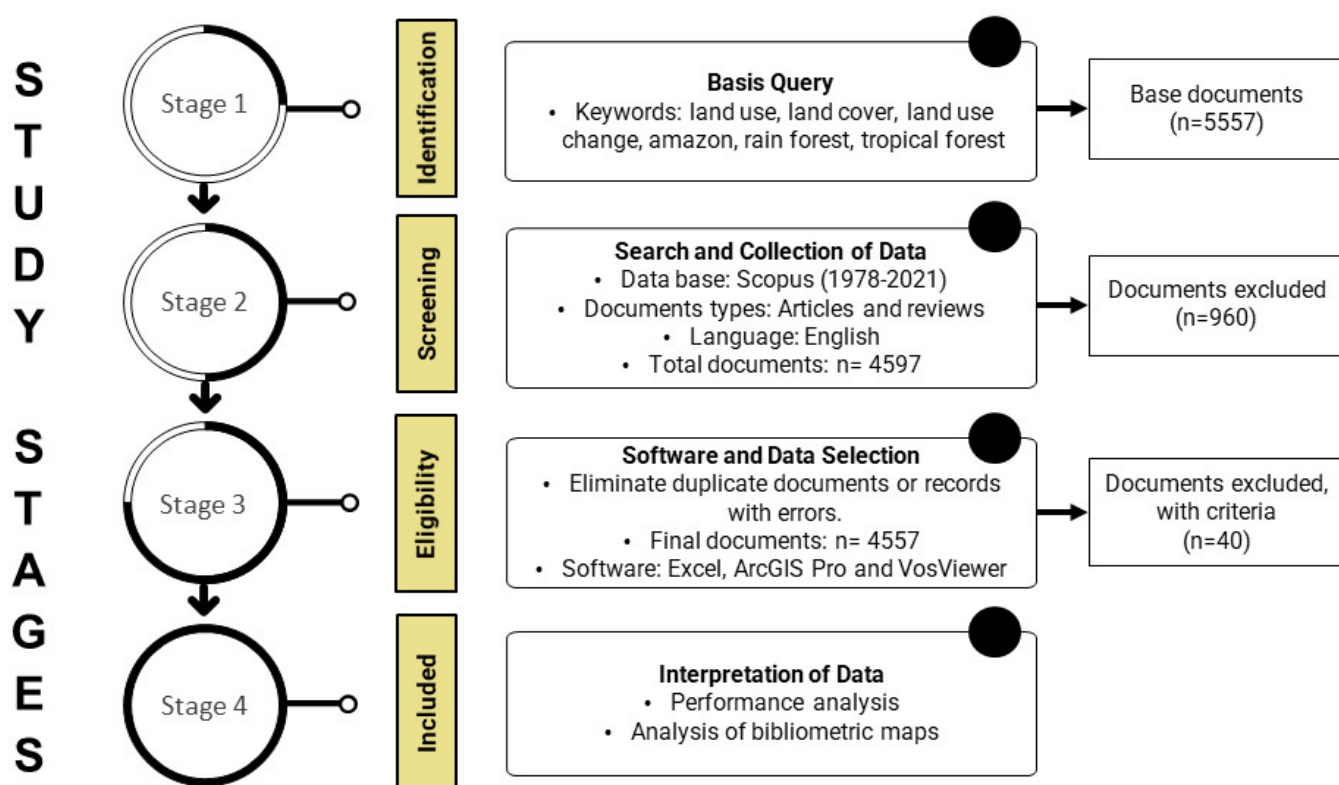 STUDY STAGES
Stage 1
Identification
Basis Query
• Keywords: land use, land cover, land use
change, amazon, rain forest, tropical forest
Base documents
(n=5557)
Stage 2
Screening
Search and Collection of Data
• Data base: Scopus (1978-2021)
• Documents types: Articles and reviews
• Language: English
• Total documents: n= 4597
Documents excluded
(n=960)
Stage 3
Eligibility
Software and Data Selection
• Eliminate duplicate documents or records
with errors.
• Final documents: n= 4557
• Software: Excel, ArcGIS Pro and VosViewer
Documents excluded,
with criteria
(n=40)
Stage 4
Included
Interpretation of Data
• Performance analysis
• Analysis of bibliometric maps